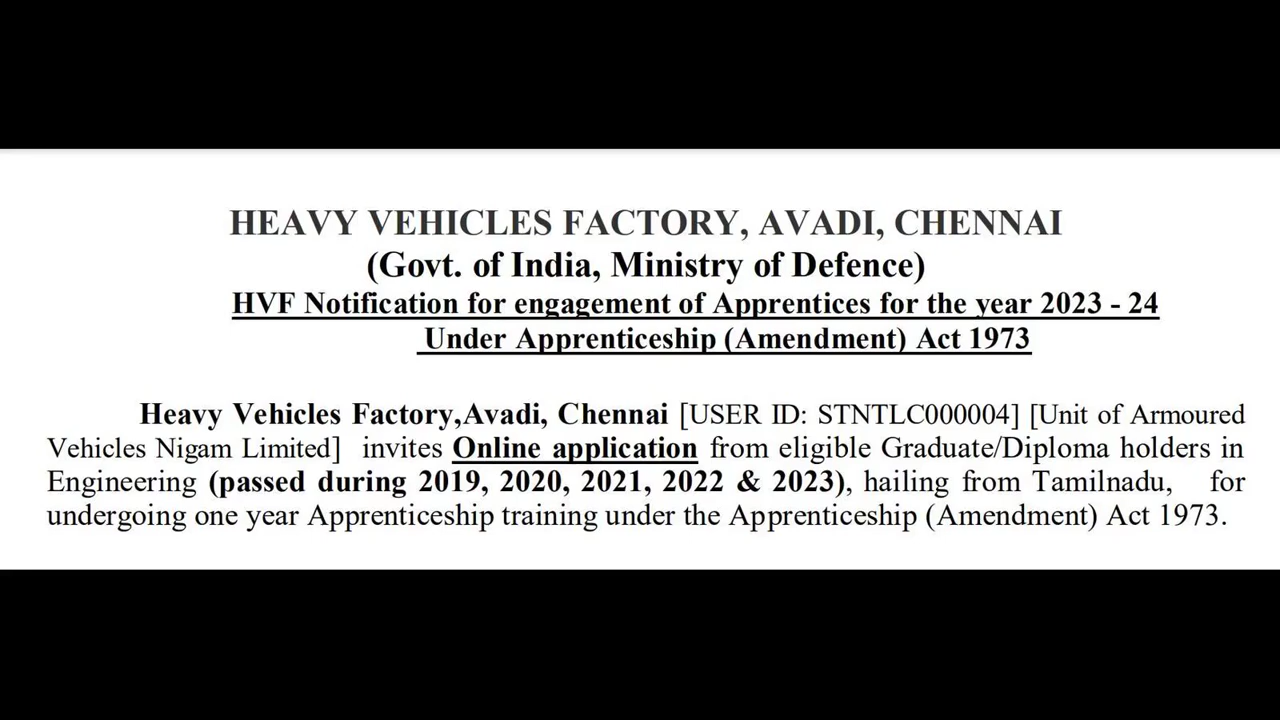 HEAVY VEHICLES FACTORY, AVADI, CHENNAI
(Govt. of India, Ministry of Defence)
HVF Notification for engagement of Apprentices for the year 2023 - 24
Under Apprenticeship (Amendment) Act 1973
Heavy Vehicles Factory,Avadi, Chennai [USER ID: STNTLC000004] [Unit of Armoured
Vehicles Nigam Limited] invites Online application from eligible Graduate/Diploma holders in
Engineering (passed during 2019, 2020, 2021, 2022 & 2023), hailing from Tamilnadu, for
undergoing one year Apprenticeship training under the Apprenticeship (Amendment) Act 1973.